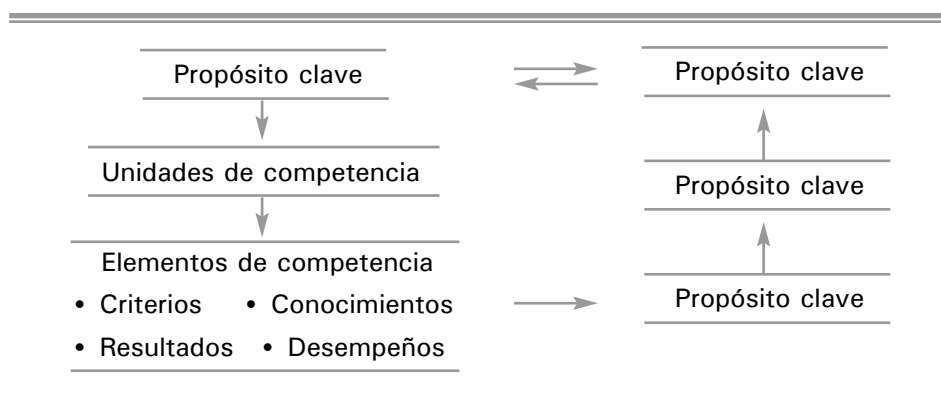 Propósito clave
Unidades de competencia
Elementos de competencia
• Criterios • Conocimientos
• Resultados • Desempeños
Propósito clave
Propósito clave
Propósito clave